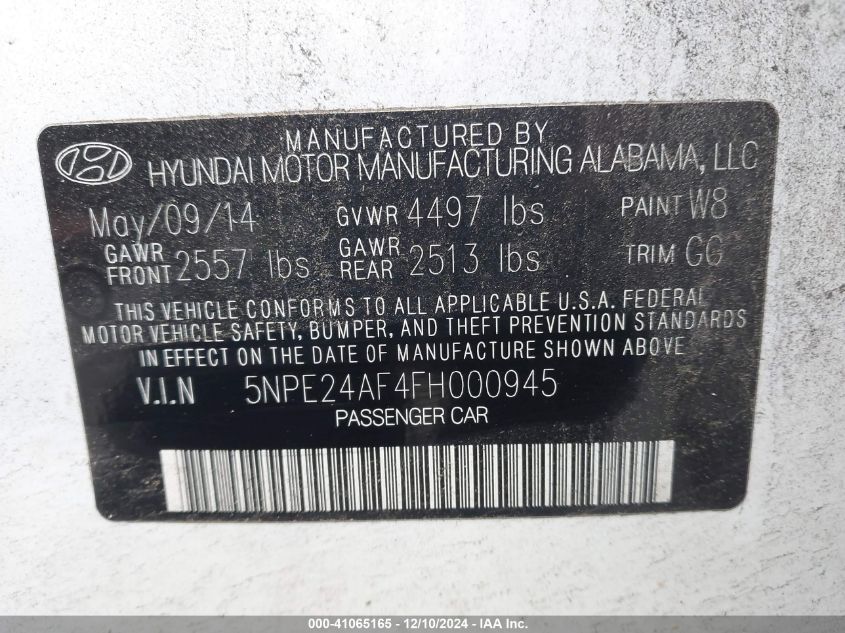 MANUFACTURED BY
HYUNDAI MOTOR MANUFACTURING ALABAMA, LLC
May/09/14 GVWR 4497 lbs PAINT W8
GAWR FRONT 2557 lbs GAWR REAR 2513 lbs TRIM GG
THIS VEHICLE CONFORMS TO ALL APPLICABLE U.S.A. FEDERAL
MOTOR VEHICLE SAFETY, BUMPER, AND THEFT PREVENTION STANDARDS
IN EFFECT ON THE DATE OF MANUFACTURE SHOWN ABOVE
V.I.N 5NPE24AF4FH000945
PASSENGER CAR
000-41065165 - 12/10/2024 - IAA Inc.